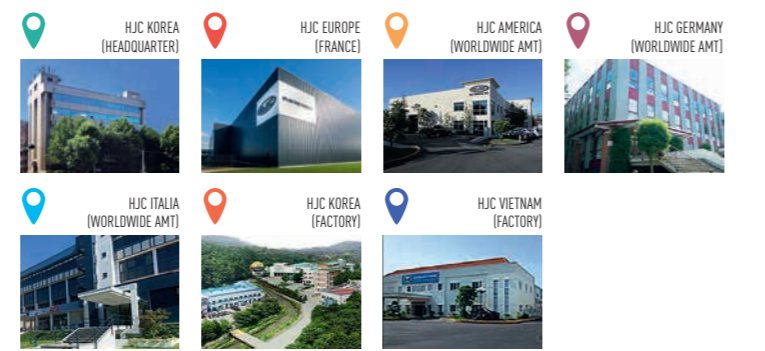 HJC KOREA
(HEADQUARTER)
HJC EUROPE
(FRANCE)
HJC AMERICA
(WORLDWIDE AMT)
HJC GERMANY
(WORLDWIDE AMT)
HJC ITALIA
(WORLDWIDE AMT)
HJC KOREA
(FACTORY)
HJC VIETNAM
(FACTORY)